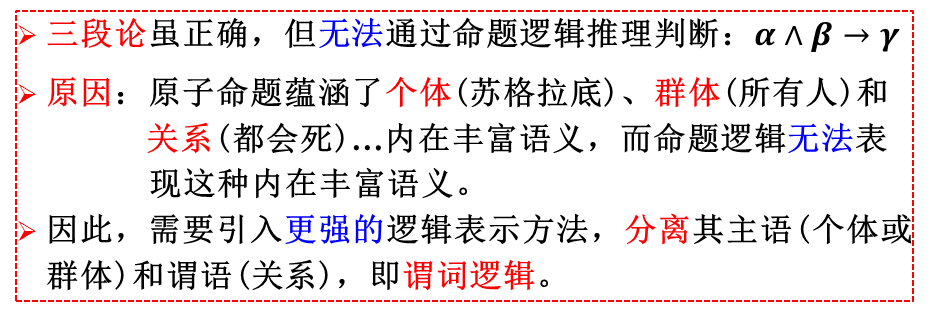 ➢ 三段论虽正确，但无法通过命题逻辑推理判断：α ∧ β → γ
➢ 原因：原子命题蕴涵了个体(苏格拉底)、群体(所有人)和
关系(都会死)…内在丰富语义，而命题逻辑无法表
现这种内在丰富语义。
➢ 因此，需要引入更强的逻辑表示方法，分离其主语(个体或
群体)和谓语(关系)，即谓词逻辑。